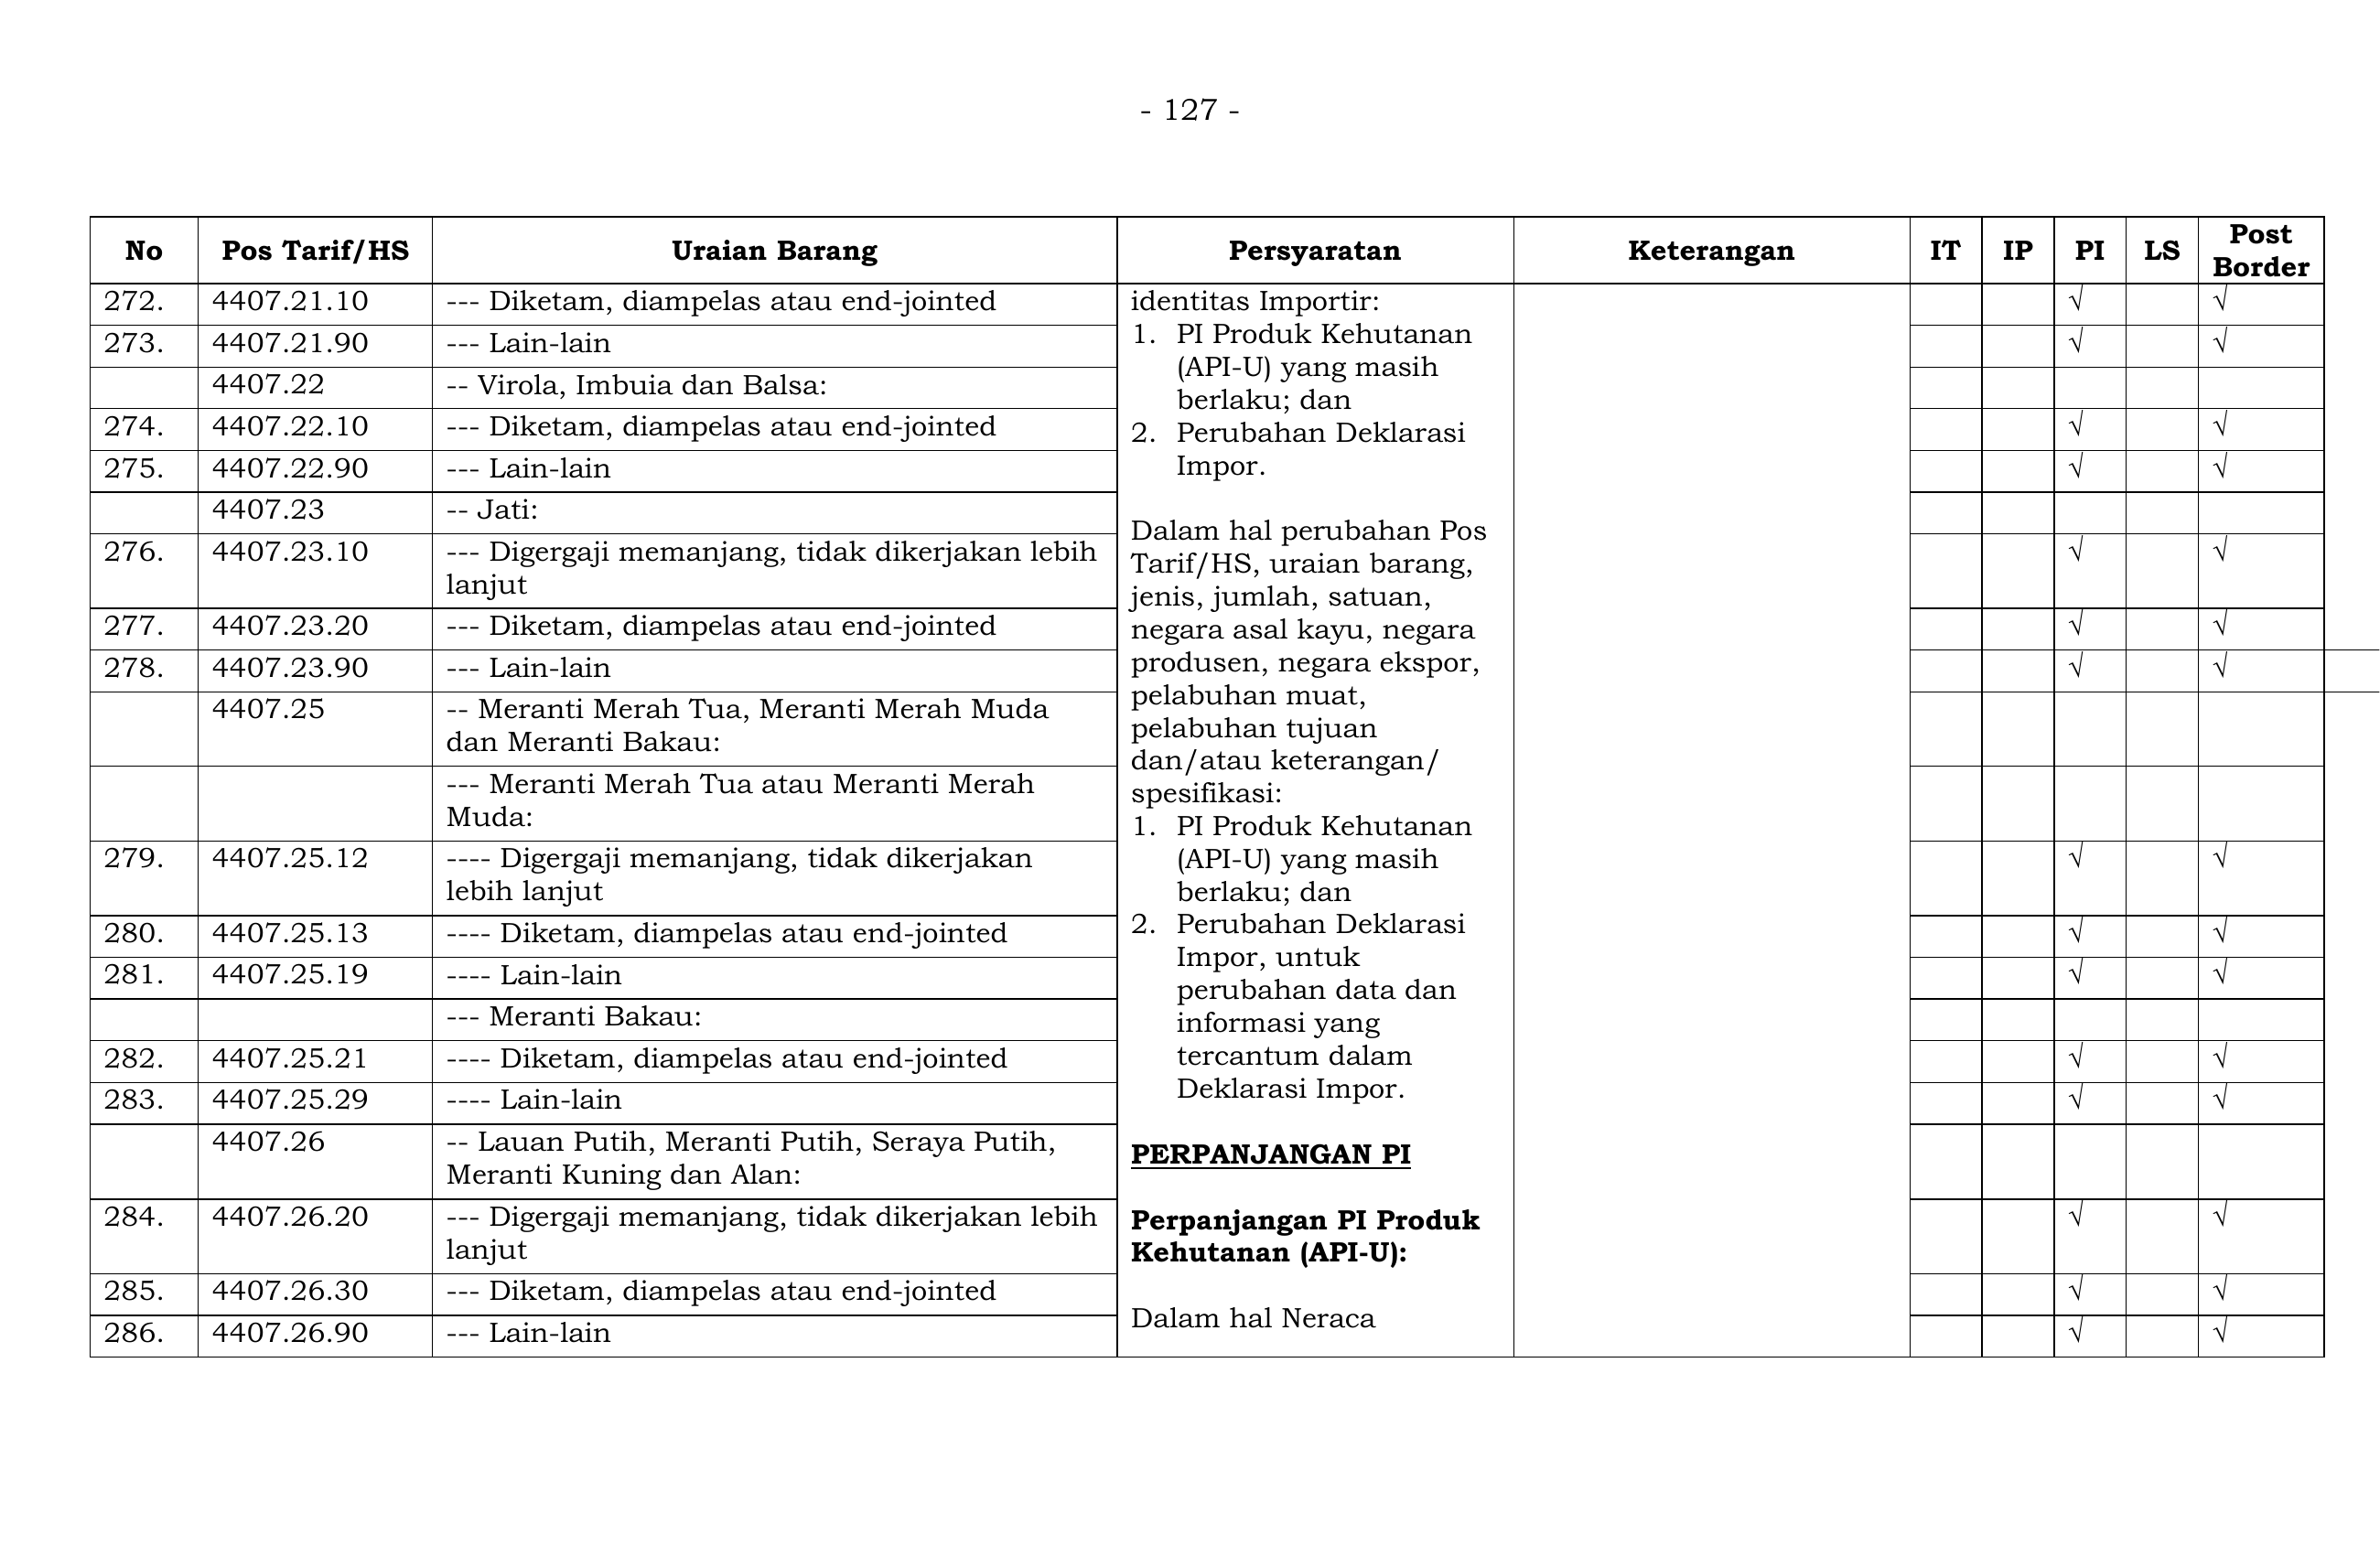 - 127 -
No Pos Tarif/HS Uraian Barang Persyaratan Keterangan IT IP PI LS Post Border
272. 4407.21.10 --- Diketam, diampelas atau end-jointed √ √
273. 4407.21.90 --- Lain-lain √ √
4407.22 -- Virola, Imbuia dan Balsa:
274. 4407.22.10 --- Diketam, diampelas atau end-jointed √ √
275. 4407.22.90 --- Lain-lain √ √
4407.23 -- Jati:
276. 4407.23.10 --- Digergaji memanjang, tidak dikerjakan lebih √ √
lanjut
277. 4407.23.20 --- Diketam, diampelas atau end-jointed √ √
278. 4407.23.90 --- Lain-lain √ √
4407.25 -- Meranti Merah Tua, Meranti Merah Muda
dan Meranti Bakau:
--- Meranti Merah Tua atau Meranti Merah
Muda:
279. 4407.25.12 ---- Digergaji memanjang, tidak dikerjakan √ √
lebih lanjut
280. 4407.25.13 ---- Diketam, diampelas atau end-jointed √ √
281. 4407.25.19 ---- Lain-lain √ √
--- Meranti Bakau:
282. 4407.25.21 ---- Diketam, diampelas atau end-jointed √ √
283. 4407.25.29 ---- Lain-lain √ √
4407.26 -- Lauan Putih, Meranti Putih, Seraya Putih,
Meranti Kuning dan Alan:
284. 4407.26.20 --- Digergaji memanjang, tidak dikerjakan lebih √ √
lanjut
285. 4407.26.30 --- Diketam, diampelas atau end-jointed √ √
286. 4407.26.90 --- Lain-lain √ √
identitas Importir:
1. PI Produk Kehutanan
(API-U) yang masih
berlaku; dan
2. Perubahan Deklarasi
Impor.
Dalam hal perubahan Pos
Tarif/HS, uraian barang,
jenis, jumlah, satuan,
negara asal kayu, negara
produsen, negara ekspor,
pelabuhan muat,
pelabuhan tujuan
dan/atau keterangan/
spesifikasi:
1. PI Produk Kehutanan
(API-U) yang masih
berlaku; dan
2. Perubahan Deklarasi
Impor, untuk
perubahan data dan
informasi yang
tercantum dalam
Deklarasi Impor.
PERPANJANGAN PI
Perpanjangan PI Produk
Kehutanan (API-U):
Dalam hal Neraca